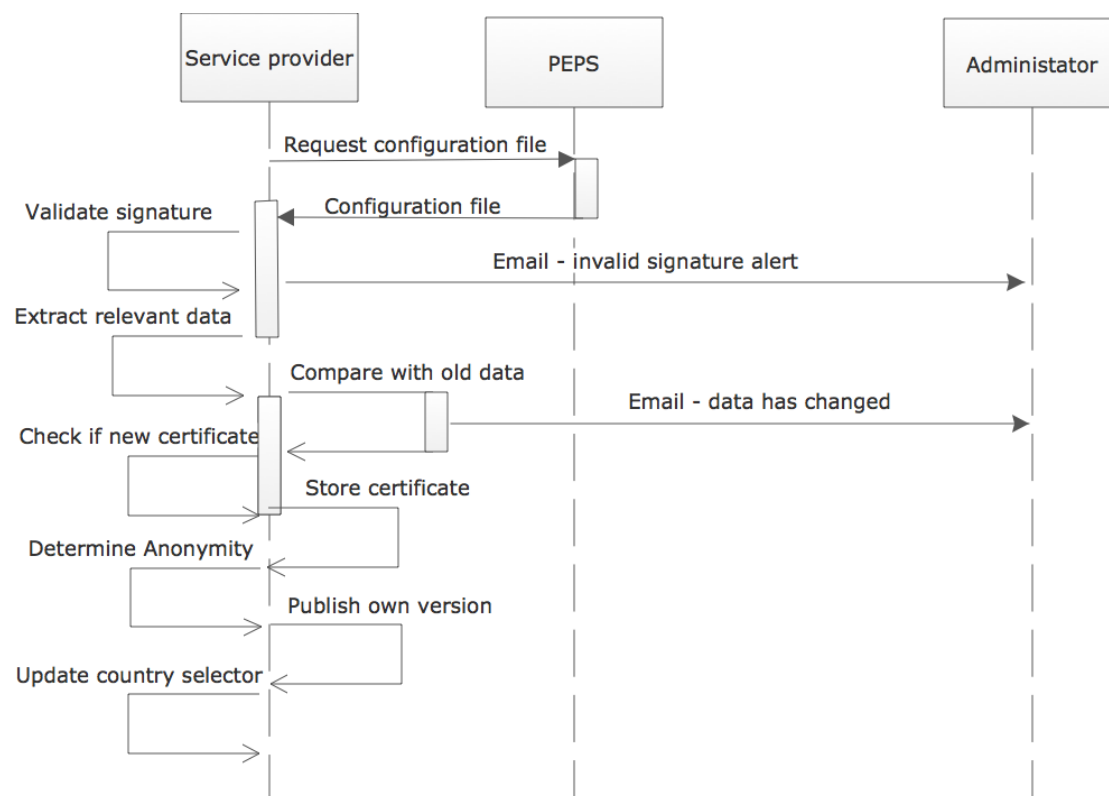 Service provider
PEPS
Administator
Request configuration file
Configuration file
Validate signature
Email - invalid signature alert
Extract relevant data
Compare with old data
Email - data has changed
Check if new certificate
Store certificate
Determine Anonymity
Publish own version
Update country selector